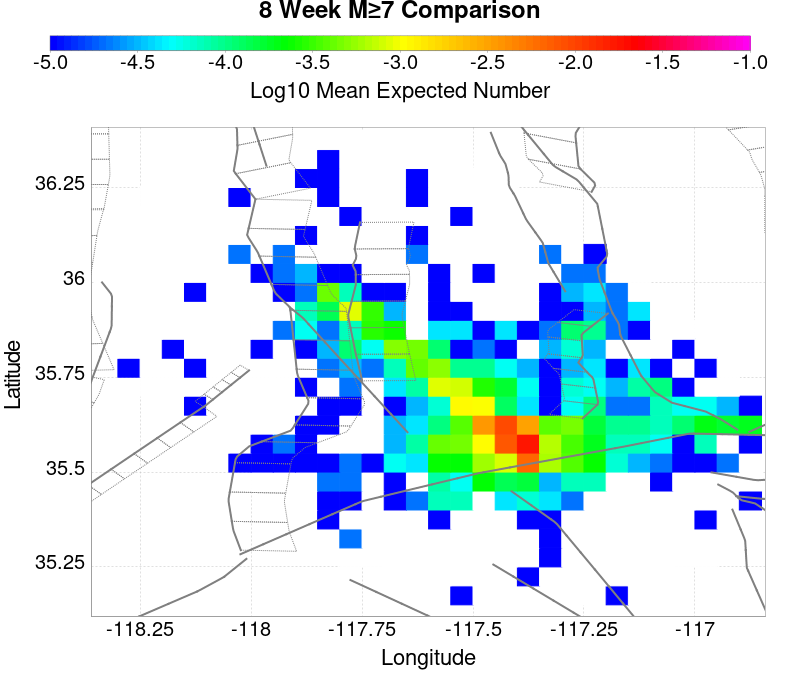 8 Week M≥7 Comparison
-5.0 -4.5 -4.0 -3.5 -3.0 -2.5 -2.0 -1.5 -1.0
Log10 Mean Expected Number
36.25
36
35.75
35.5
35.25
Latitude
-118.25 -118 -117.75 -117.5 -117.25 -117
Longitude